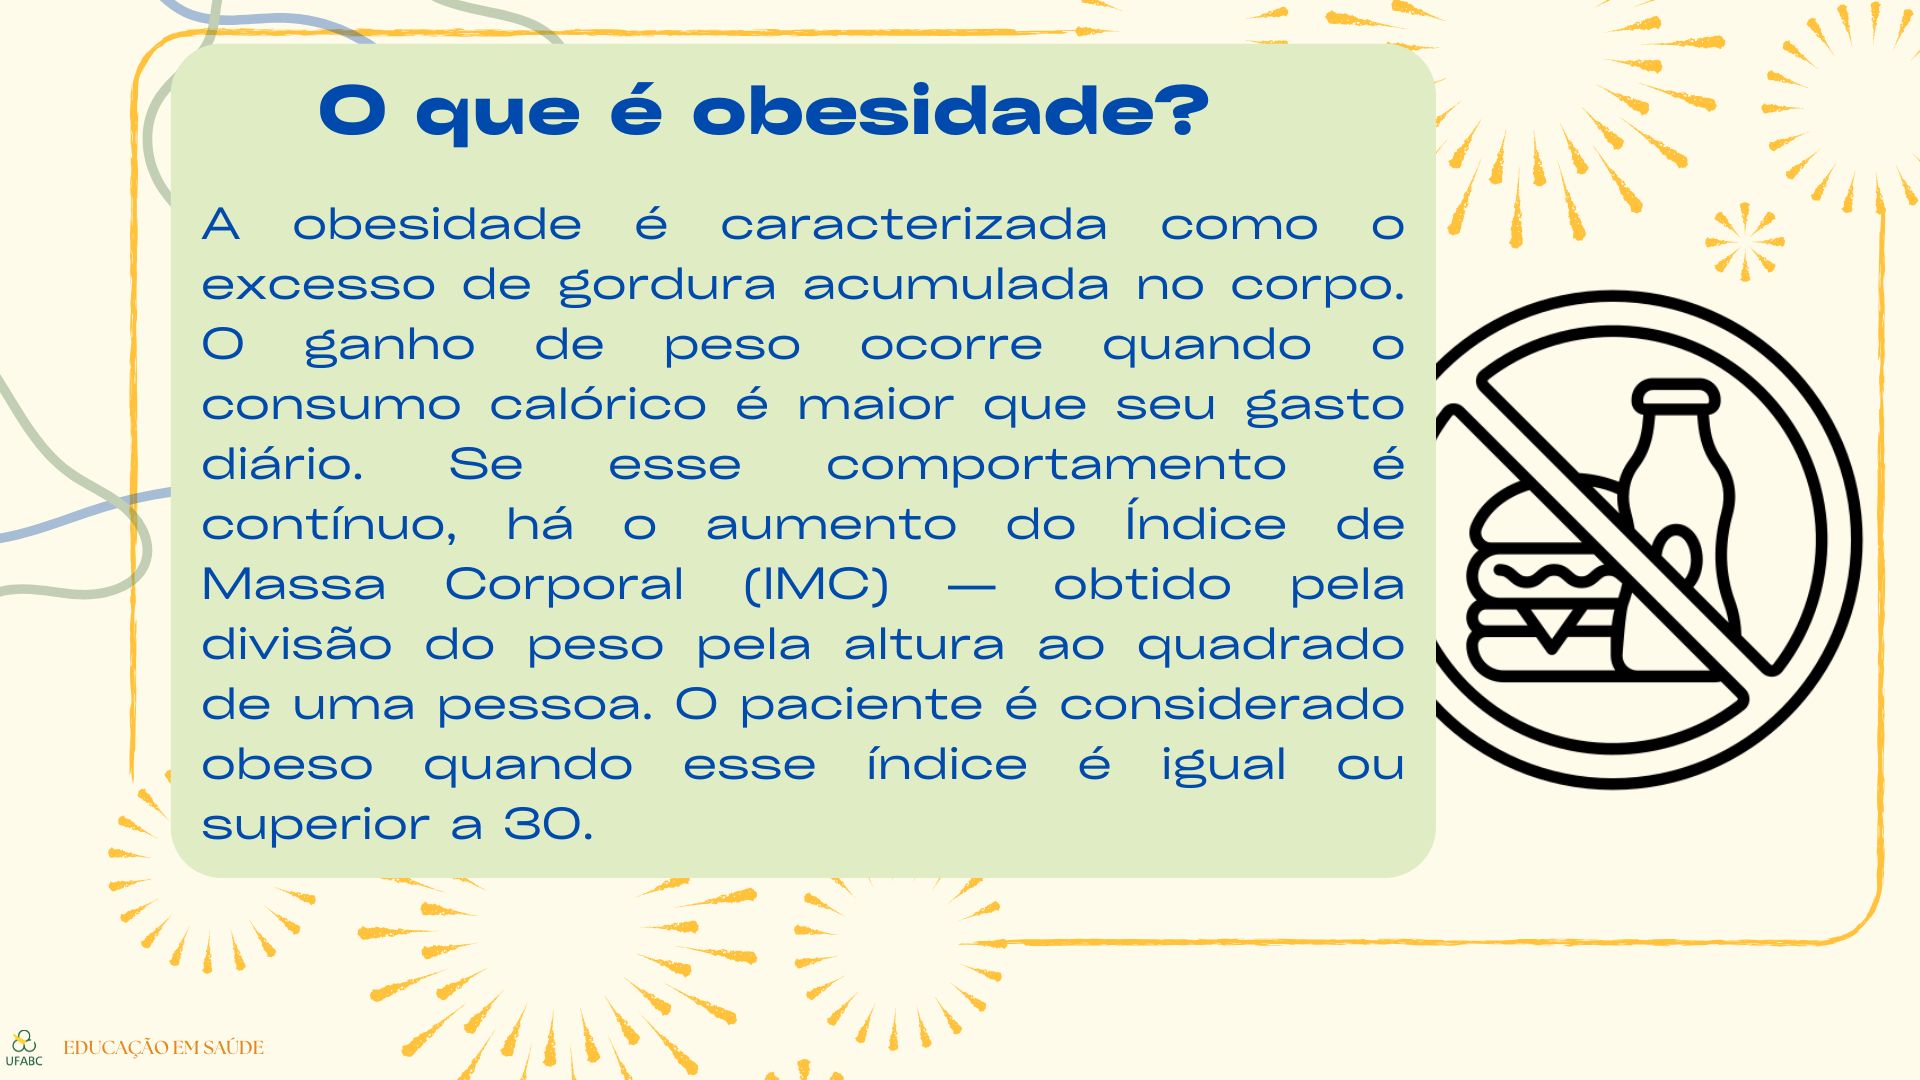 O que é obesidade?
A obesidade é caracterizada como o
excesso de gordura acumulada no corpo.
O ganho de peso ocorre quando o
consumo calórico é maior que seu gasto
diário. Se esse comportamento é
contínuo, há o aumento do Índice de
Massa Corporal (IMC) — obtido pela
divisão do peso pela altura ao quadrado
de uma pessoa. O paciente é considerado
obeso quando esse índice é igual ou
superior a 30.
UFABC
EDUCAÇÃO EM SAÚDE